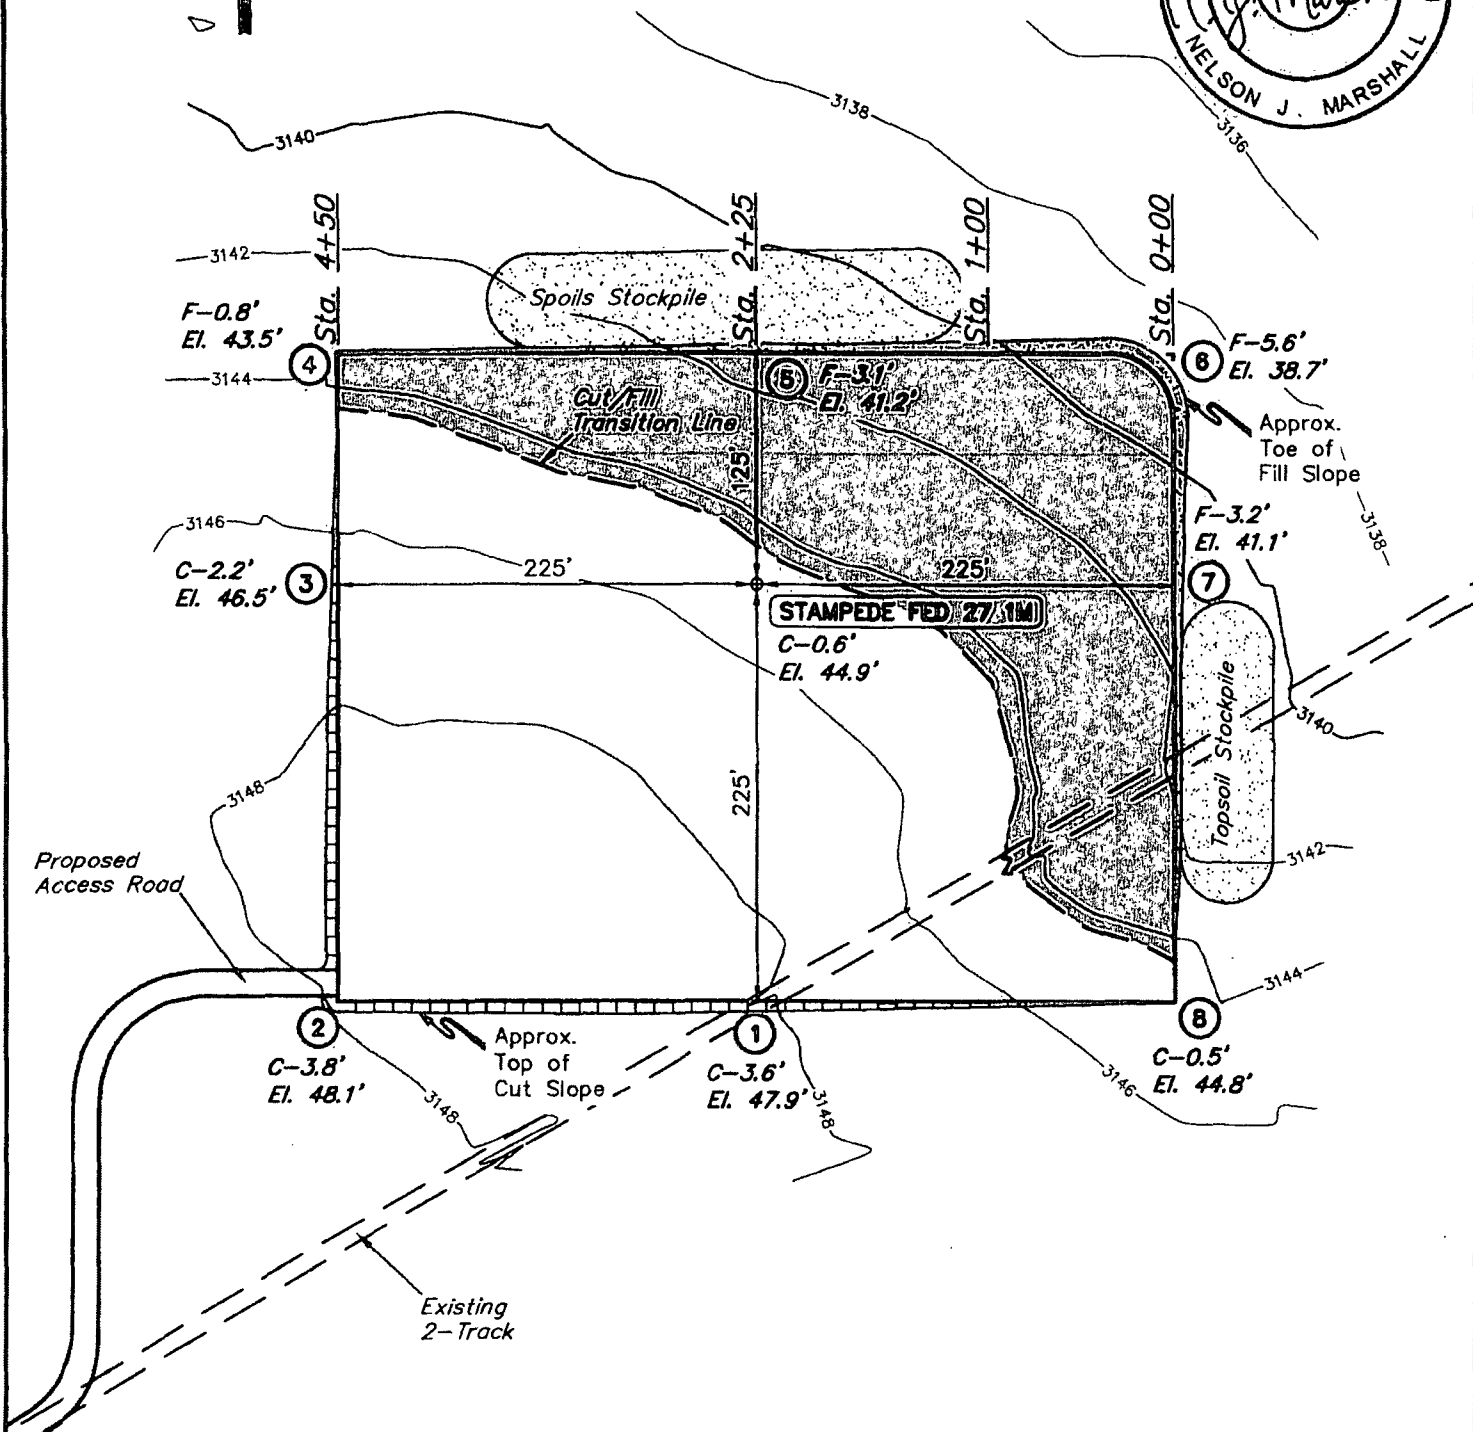 NELSON J. MARSHALL
3138
3136
3140
Sta. 4+50
Sta. 2+25
Sta. 1+00
Sta. 0+00
3142
Spoils Stockpile
F-0.8'
El. 43.5'
4
3144
5
F-3.1'
El. 41.2'
6
F-5.6'
El. 38.7'
Cut/Fill
Transition Line
125'
Approx.
Toe of
Fill Slope
3138
3146
F-3.2'
El. 41.1'
C-2.2'
El. 46.5'
3
225'
225'
7
STAMPEDE FED 27 1M
C-0.6'
El. 44.9'
Topsoil Stockpile
3140
3148
225'
3142
Proposed
Access Road
3144
2
C-3.8'
El. 48.1'
Approx.
Top of
Cut Slope
1
C-3.6'
El. 47.9'
8
C-0.5'
El. 44.8'
3146
3148
3148
Existing
2-Track